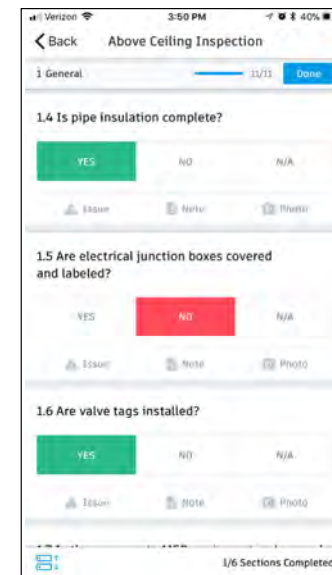 Verizon 3:50 PM 40%
Back Above Ceiling Inspection
1 General 11/11 Done
1.4 Is pipe insulation complete?
YES NO N/A
Issue Note Photo
1.5 Are electrical junction boxes covered
and labeled?
YES NO N/A
Issue Note Photo
1.6 Are valve tags installed?
YES NO N/A
Issue Note Photo
1/6 Sections Completed